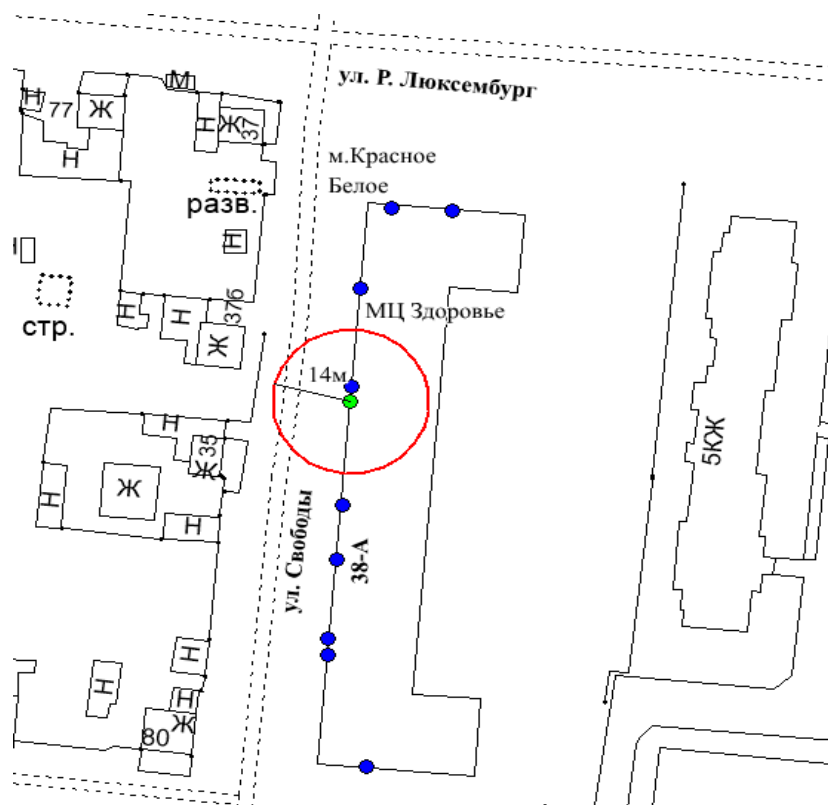 ул. Р. Люксембург
М
Н
77
Ж
Н
Ж
37
Н
м.Красное
Белое
разв.
Н
Н
стр.
Н
Н
37б
Ж
МЦ Здоровье
14м
Н
35
Ж
Ж
Н
Н
5КЖ
ул. Свободы
38-А
Н
Н
Н
Ж
80